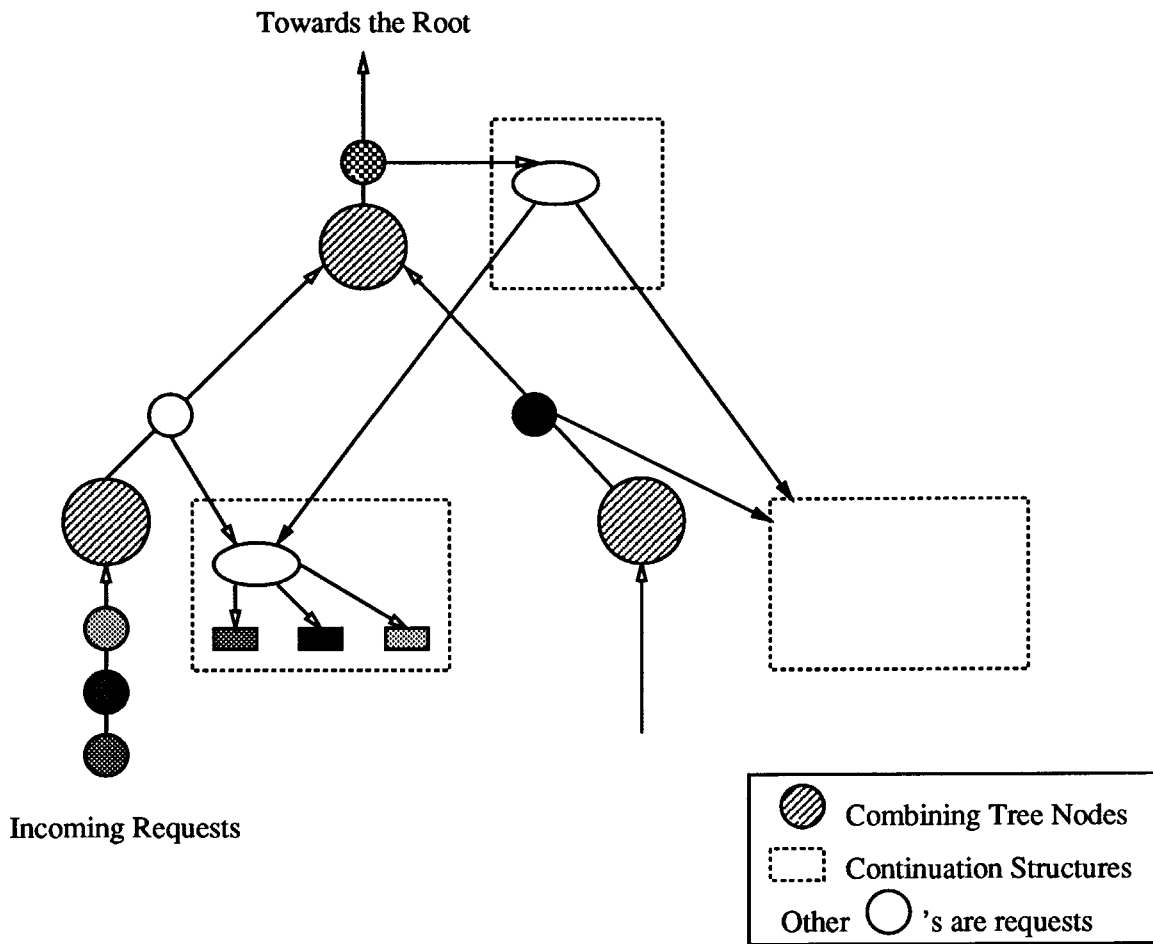 Towards the Root
Incoming Requests
Combining Tree Nodes
Continuation Structures
Other 's are requests